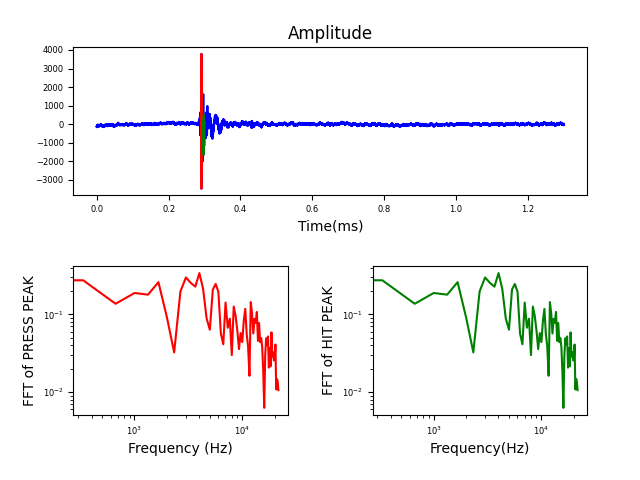 Amplitude
4000
3000
2000
1000
0
−1000
−2000
−3000
0.0 0.2 0.4 0.6 0.8 1.0 1.2
Time(ms)
FFT of PRESS PEAK
10⁻¹
10⁻²
10³ 10⁴
Frequency (Hz)
FFT of HIT PEAK
10⁻¹
10⁻²
10³ 10⁴
Frequency(Hz)